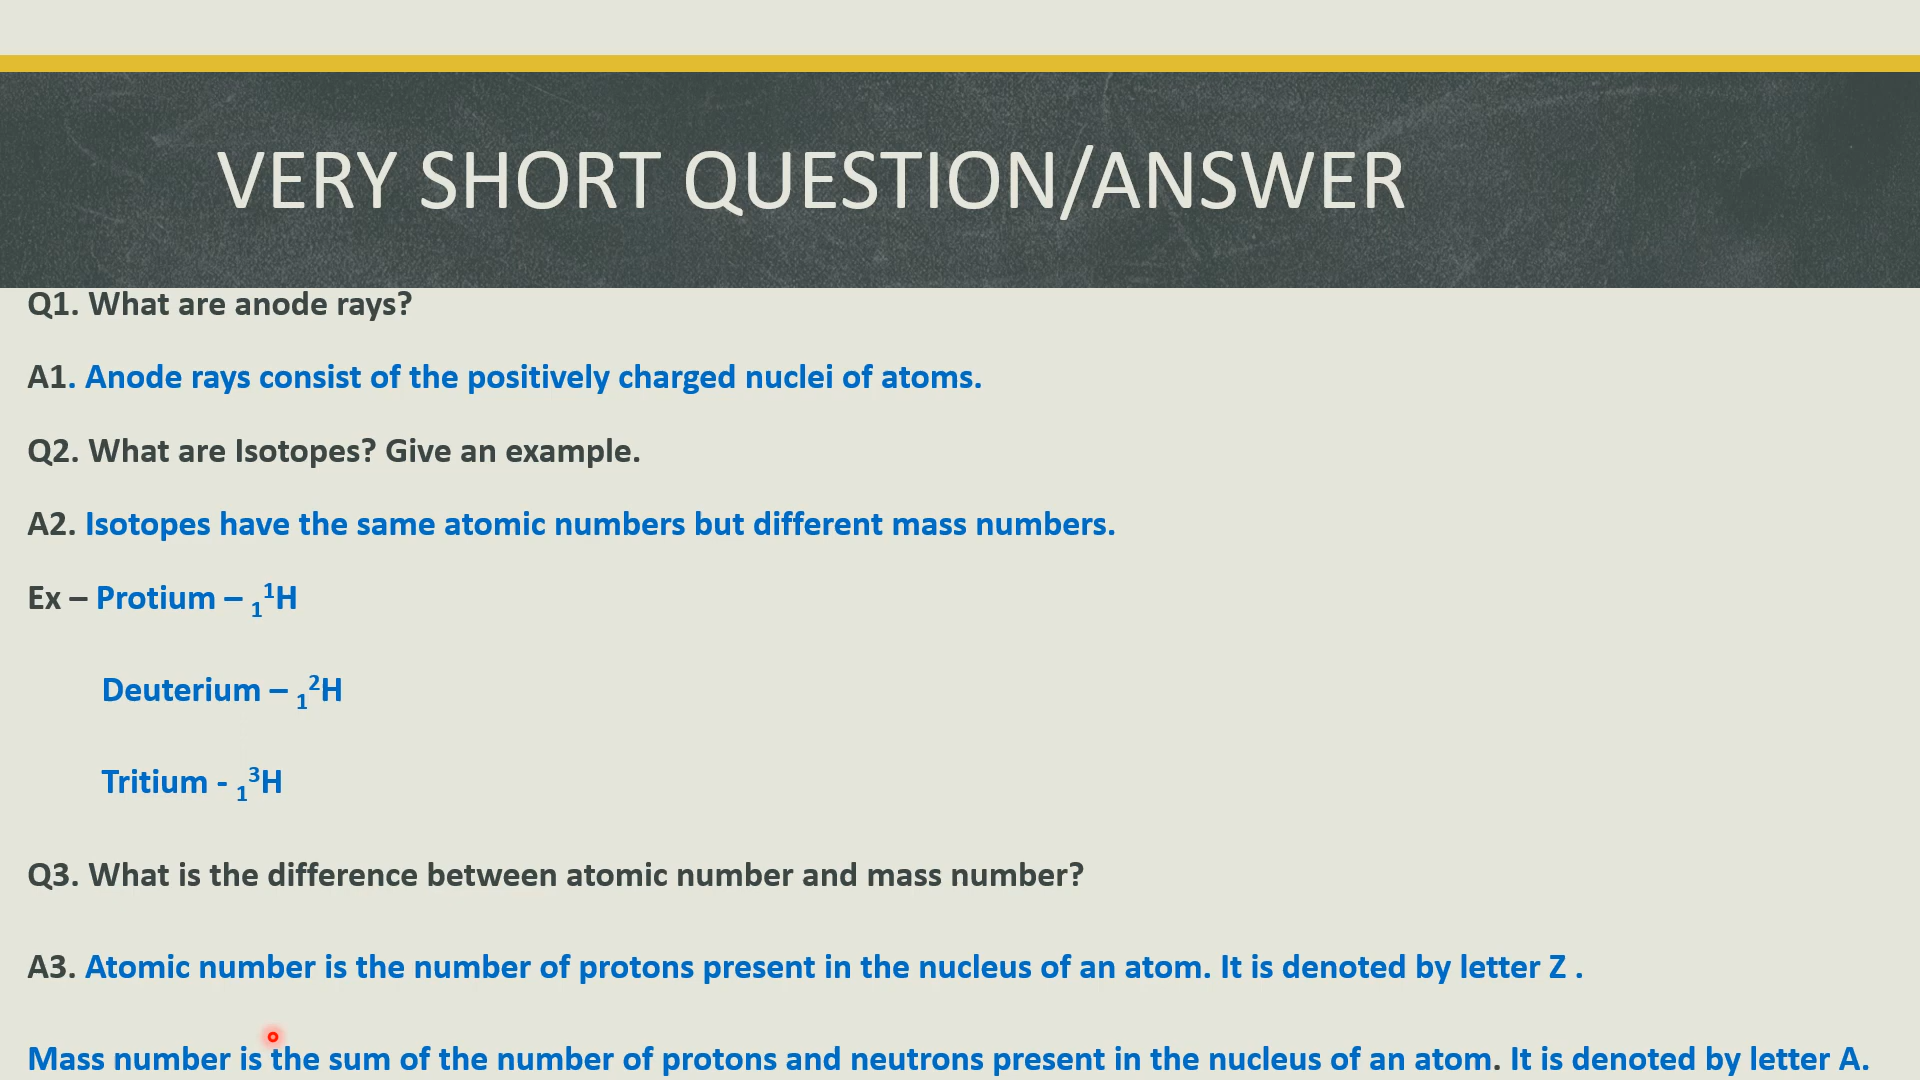 VERY SHORT QUESTION/ANSWER
Q1. What are anode rays?
A1. Anode rays consist of the positively charged nuclei of atoms.
Q2. What are Isotopes? Give an example.
A2. Isotopes have the same atomic numbers but different mass numbers.
Ex – Protium – ₁¹H
Deuterium – ₁²H
Tritium - ₁³H
Q3. What is the difference between atomic number and mass number?
A3. Atomic number is the number of protons present in the nucleus of an atom. It is denoted by letter Z .
Mass number is the sum of the number of protons and neutrons present in the nucleus of an atom. It is denoted by letter A.